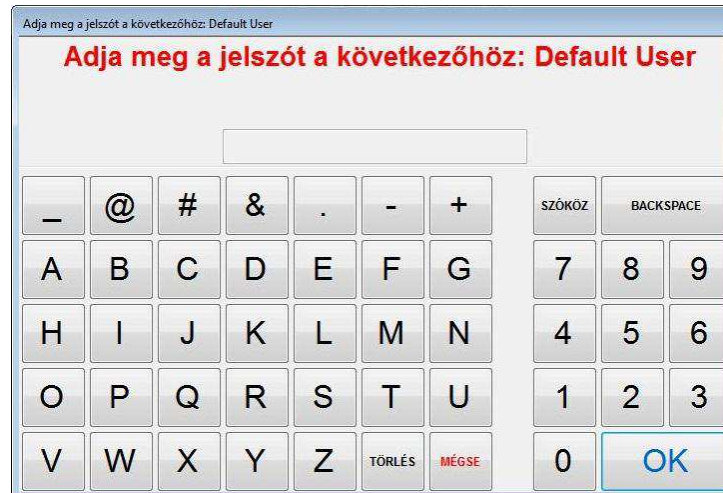 Adja meg a jelszót a következőhöz: Default User
Adja meg a jelszót a következőhöz: Default User
_ @ # & . - + SZÓKÖZ BACKSPACE
A B C D E F G 7 8 9
H I J K L M N 4 5 6
O P Q R S T U 1 2 3
V W X Y Z TÖRLÉS MÉGSE 0 OK